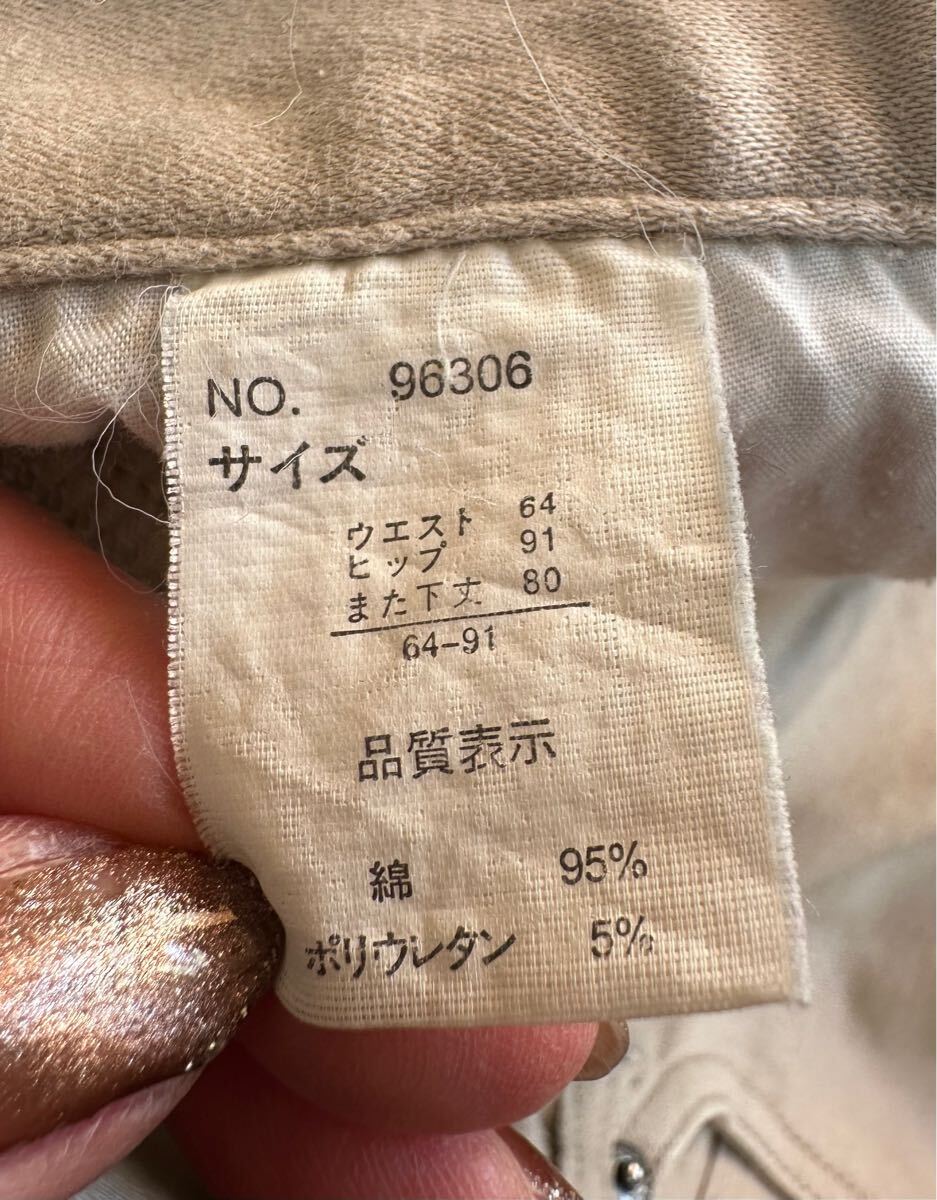 NO. 96306
サイズ
ウエスト 64
ヒップ 91
また下丈 80
64-91
品質表示
綿 95%
ポリウレタン 5%